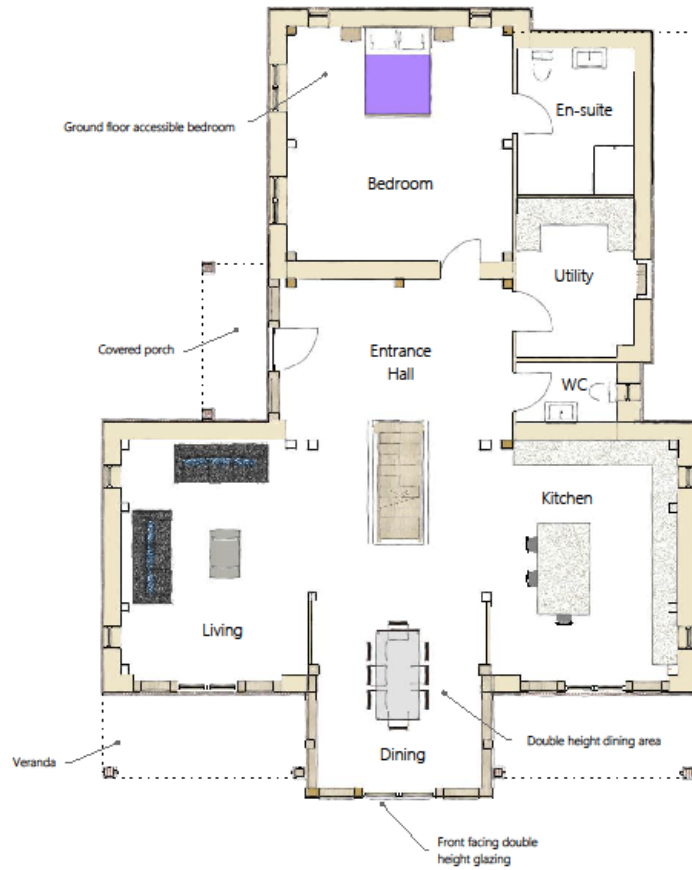 En-suite
Ground floor accessible bedroom
Bedroom
Utility
Covered porch
Entrance
Hall
WC
Kitchen
Living
Double height dining area
Dining
Veranda
Front facing double
height glazing